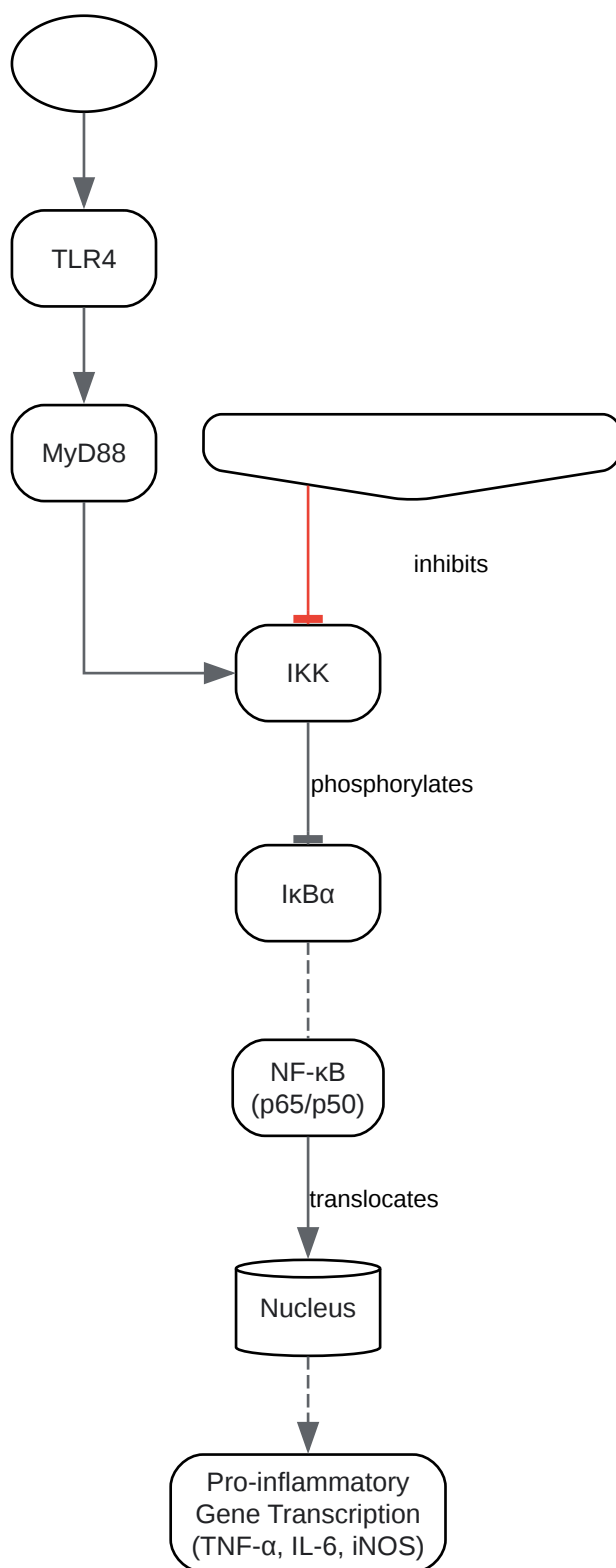 TLR4
MyD88
inhibits
IKK
phosphorylates
IκBα
NF-κB
(p65/p50)
translocates
Nucleus
Pro-inflammatory
Gene Transcription
(TNF-α, IL-6, iNOS)